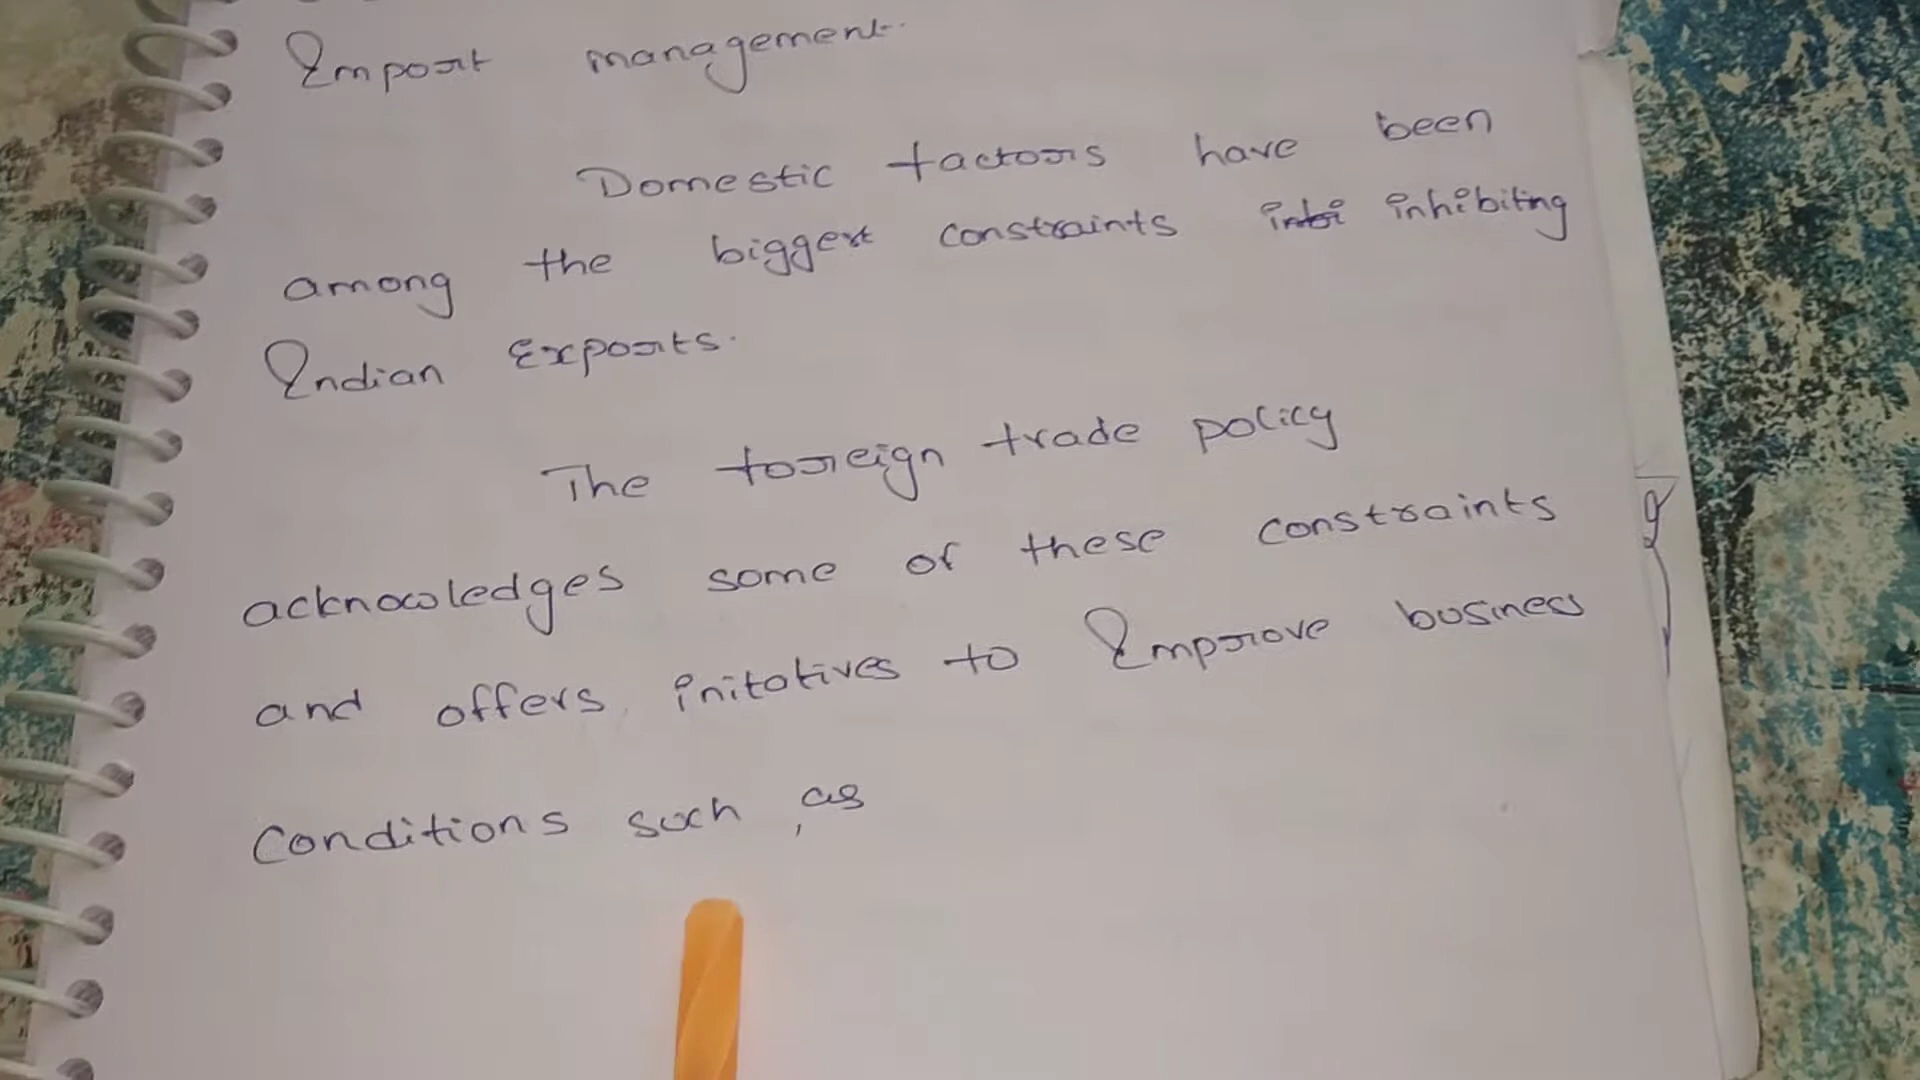 Import management.
Domestic factors have been
among the biggest constraints inbi inhibiting
Indian Exports.
The foreign trade policy
acknowledges some of these constraints
and offers initatives to Improve business
Conditions such, as